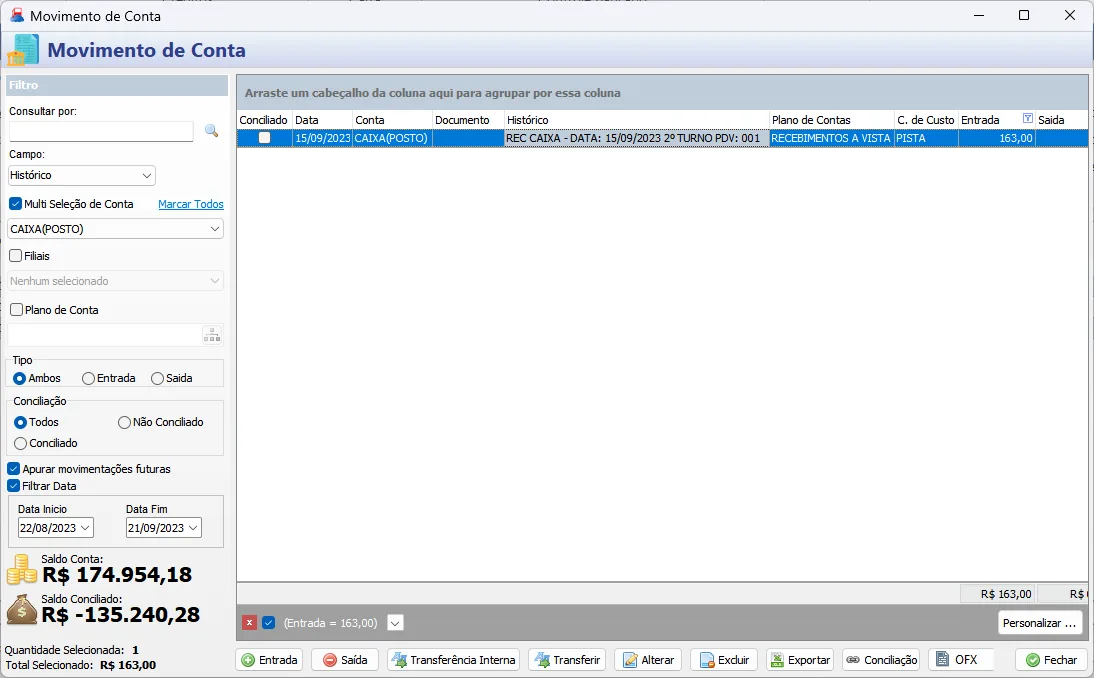 Movimento de Conta
Movimento de Conta
Filtro
Consultar por:
Campo:
Histórico
Multi Seleção de Conta Marcar Todos
CAIXA(POSTO)
Filiais
Nenhum selecionado
Plano de Conta
Tipo
Ambos Entrada Saida
Conciliação
Todos Não Conciliado
Conciliado
Apurar movimentações futuras
Filtrar Data
Data Inicio Data Fim
22/08/2023 21/09/2023
Saldo Conta:
R$ 174.954,18
Saldo Conciliado:
R$ -135.240,28
Quantidade Selecionada: 1
Total Selecionado: R$ 163,00
Arraste um cabeçalho da coluna aqui para agrupar por essa coluna
Conciliado Data Conta Documento Histórico Plano de Contas C. de Custo Entrada Saida
15/09/2023 CAIXA(POSTO) REC CAIXA - DATA: 15/09/2023 2º TURNO PDV: 001 RECEBIMENTOS A VISTA PISTA 163,00
R$ 163,00 R$
(Entrada = 163,00) Personalizar ...
Entrada Saída Transferência Interna Transferir Alterar Excluir Exportar Conciliação OFX Fechar